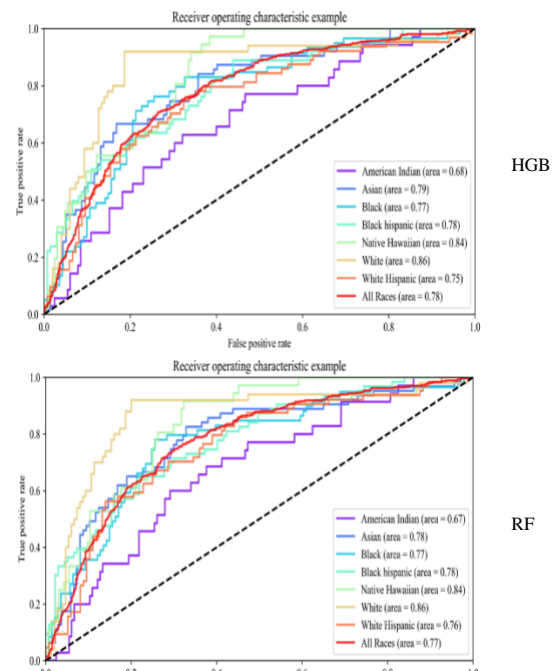 Receiver operating characteristic example
1.0
0.8
0.6
0.4
0.2
0.0
True positive rate
American Indian (area = 0.68)
Asian (area = 0.79)
Black (area = 0.77)
Black hispanic (area = 0.78)
Native Hawaiian (area = 0.84)
White (area = 0.86)
White Hispanic (area = 0.75)
All Races (area = 0.78)
0.0 0.2 0.4 0.6 0.8 1.0
False positive rate
HGB
Receiver operating characteristic example
1.0
0.8
0.6
0.4
0.2
0.0
True positive rate
American Indian (area = 0.67)
Asian (area = 0.78)
Black (area = 0.77)
Black hispanic (area = 0.78)
Native Hawaiian (area = 0.84)
White (area = 0.86)
White Hispanic (area = 0.76)
All Races (area = 0.77)
RF